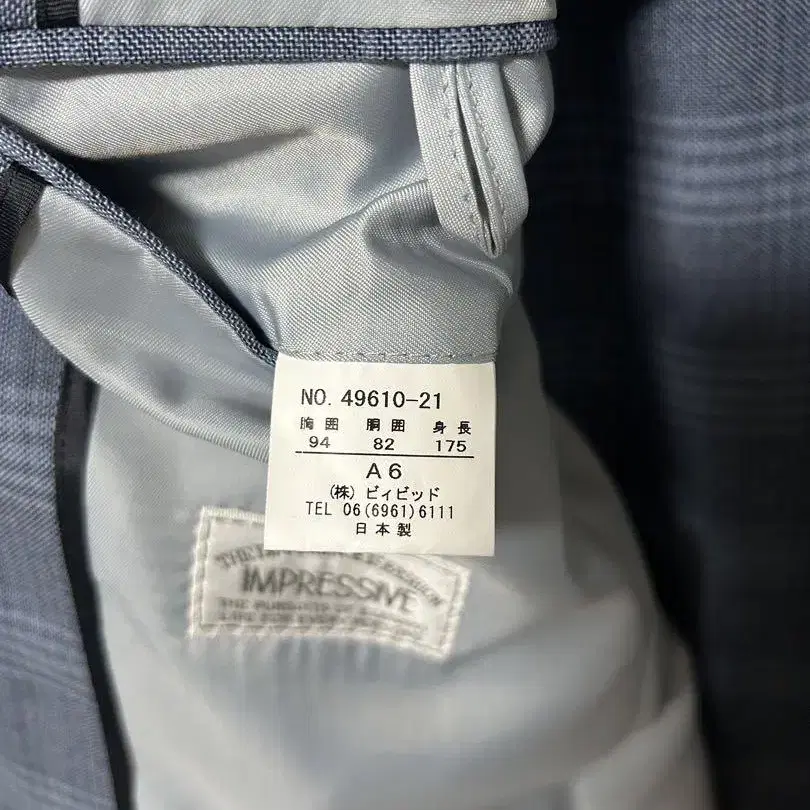 NO. 49610-21
胸囲 胴囲 身長
94 82 175
A6
(株) ビィビッド
TEL 06(6961)6111
日本製
IMPRESSIVE